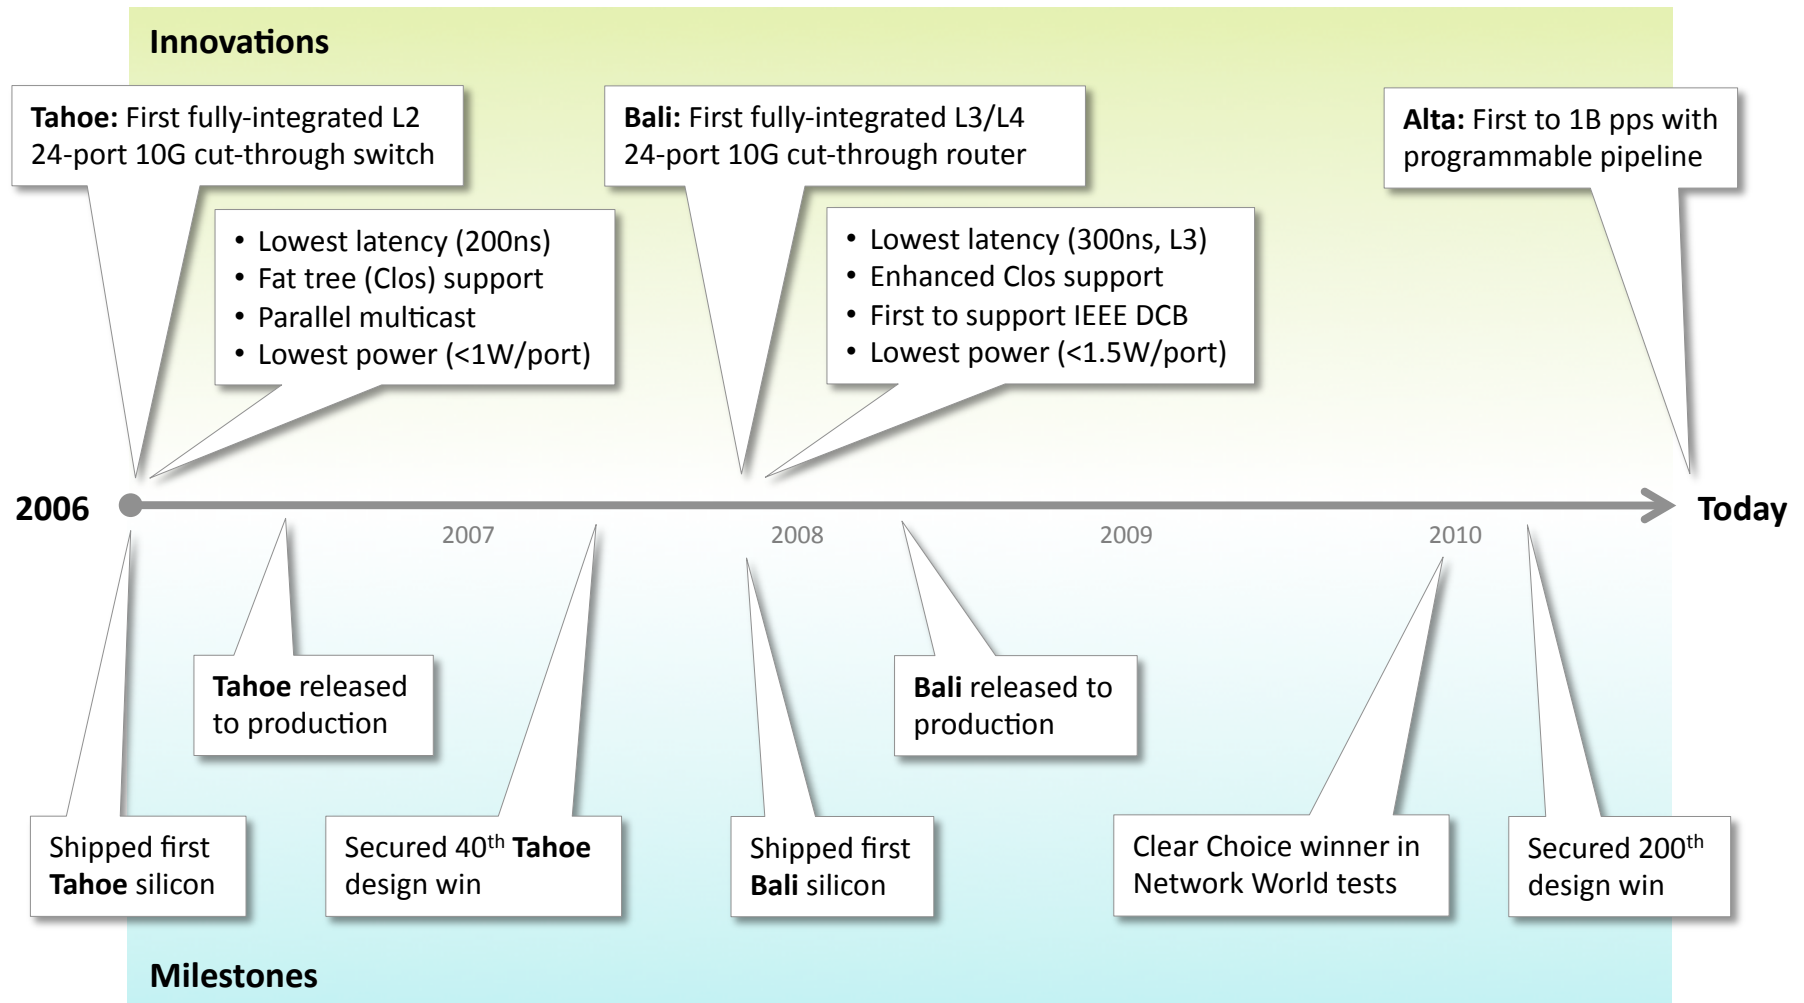 Innovations
Tahoe: First fully-integrated L2
24-port 10G cut-through switch
Bali: First fully-integrated L3/L4
24-port 10G cut-through router
Alta: First to 1B pps with
programmable pipeline
• Lowest latency (200ns)
• Fat tree (Clos) support
• Parallel multicast
• Lowest power (<1W/port)
• Lowest latency (300ns, L3)
• Enhanced Clos support
• First to support IEEE DCB
• Lowest power (<1.5W/port)
2006
Today
2007
2008
2009
2010
Tahoe released
to production
Bali released to
production
Shipped first
Tahoe silicon
Secured 40th Tahoe
design win
Shipped first
Bali silicon
Clear Choice winner in
Network World tests
Secured 200th
design win
Milestones